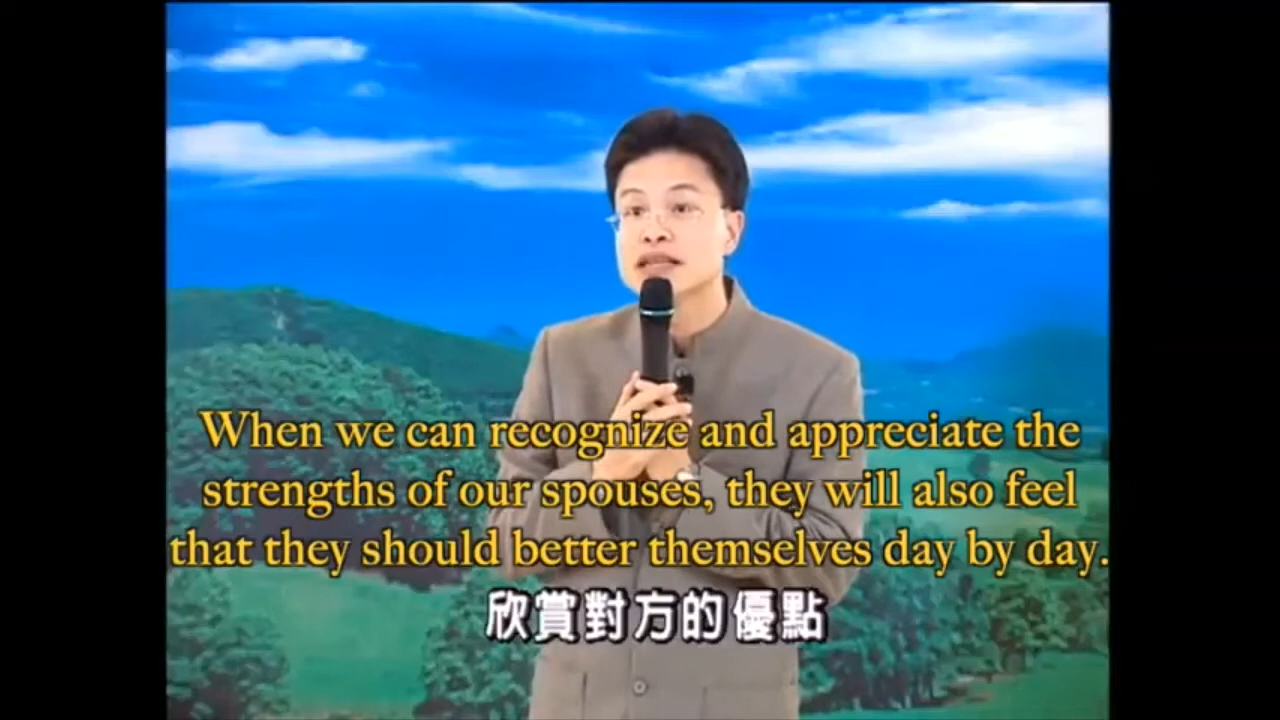 When we can recognize and appreciate the
strengths of our spouses, they will also feel
that they should better themselves day by day.
欣賞對方的優點